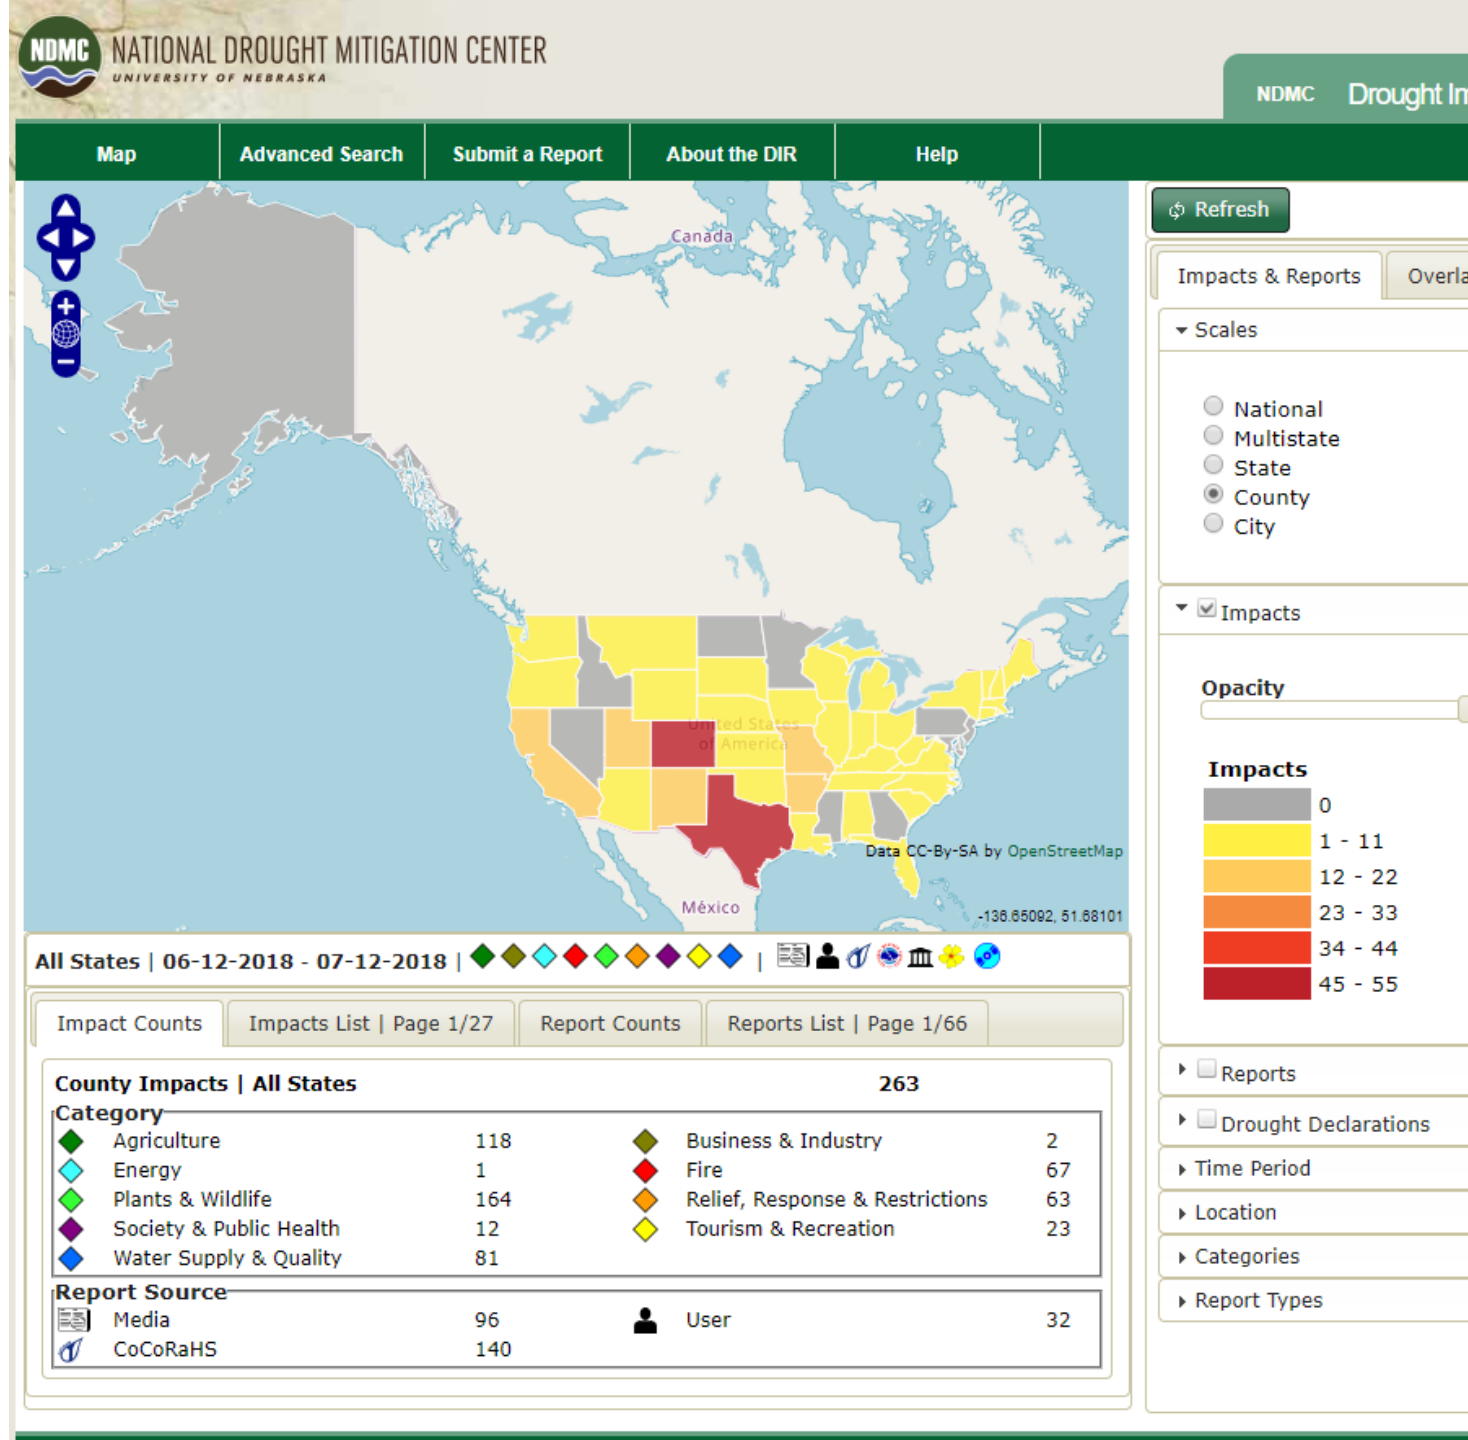 NDMC NATIONAL DROUGHT MITIGATION CENTER
UNIVERSITY OF NEBRASKA
NDMC Drought Im
Map Advanced Search Submit a Report About the DIR Help
Refresh
Canada
Impacts & Reports Overla
Scales
National
Multistate
State
County
City
Impacts
Opacity
United States
of America
Impacts
0
1 - 11
12 - 22
23 - 33
34 - 44
45 - 55
Data CC-By-SA by OpenStreetMap
México
-136.65092, 51.68101
All States | 06-12-2018 - 07-12-2018 | |
Impact Counts Impacts List | Page 1/27 Report Counts Reports List | Page 1/66
County Impacts | All States 263
Category
Agriculture 118 Business & Industry 2
Energy 1 Fire 67
Plants & Wildlife 164 Relief, Response & Restrictions 63
Society & Public Health 12 Tourism & Recreation 23
Water Supply & Quality 81
Report Source
Media 96 User 32
CoCoRaHS 140
Reports
Drought Declarations
Time Period
Location
Categories
Report Types